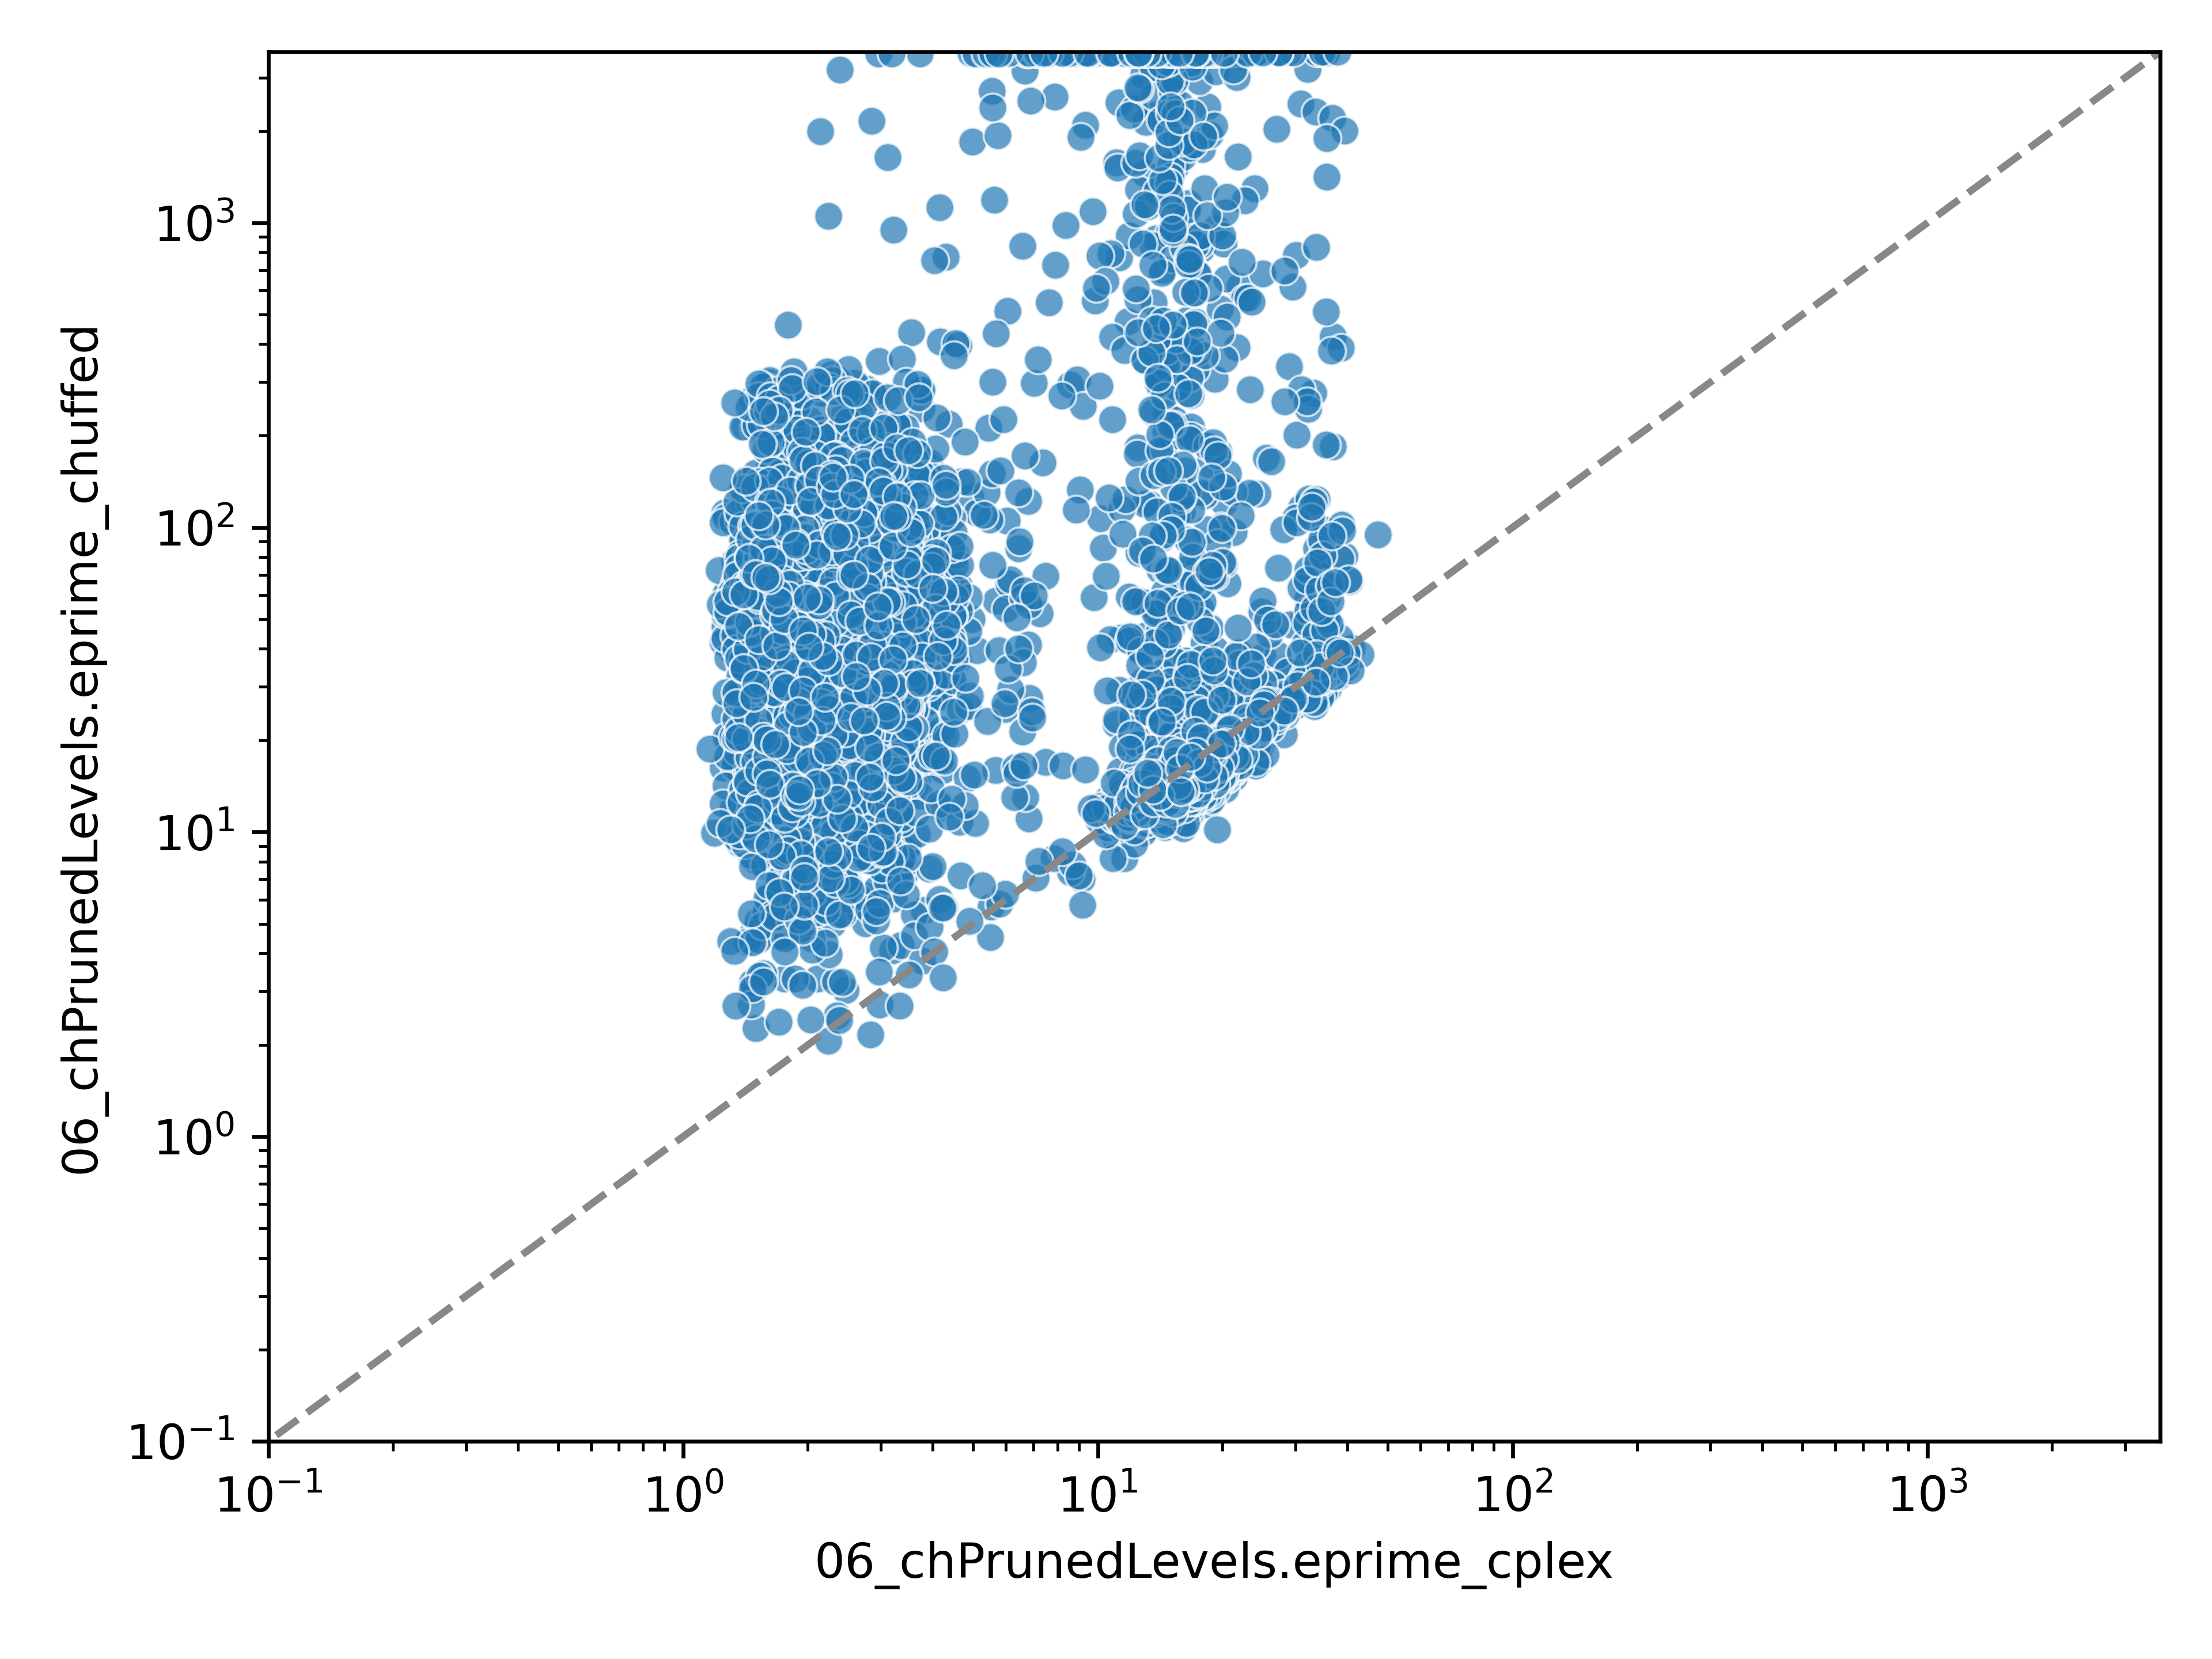 06_chPrunedLevels.eprime_chuffed
10³
10²
10¹
10⁰
10⁻¹
10⁻¹ 10⁰ 10¹ 10² 10³
06_chPrunedLevels.eprime_cplex